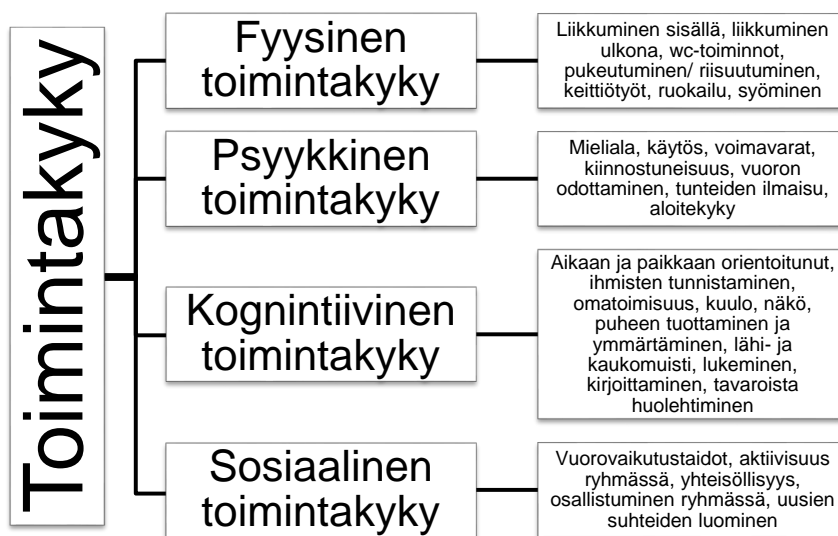 Toimintakyky
Fyysinen
toimintakyky
Liikkuminen sisällä, liikkuminen
ulkona, wc-toiminnot,
pukeutuminen/ riisuutuminen,
keittiötyöt, ruokailu, syöminen
Psyykkinen
toimintakyky
Mieliala, käytös, voimavarat,
kiinnostuneisuus, vuoron
odottaminen, tunteiden ilmaisu,
aloitekyky
Kognintiivinen
toimintakyky
Aikaan ja paikkaan orientoitunut,
ihmisten tunnistaminen,
omatoimisuus, kuulo, näkö,
puheen tuottaminen ja
ymmärtäminen, lähi- ja
kaukomuisti, lukeminen,
kirjoittaminen, tavaroista
huolehtiminen
Sosiaalinen
toimintakyky
Vuorovaikutustaidot, aktiivisuus
ryhmässä, yhteisöllisyys,
osallistuminen ryhmässä, uusien
suhteiden luominen